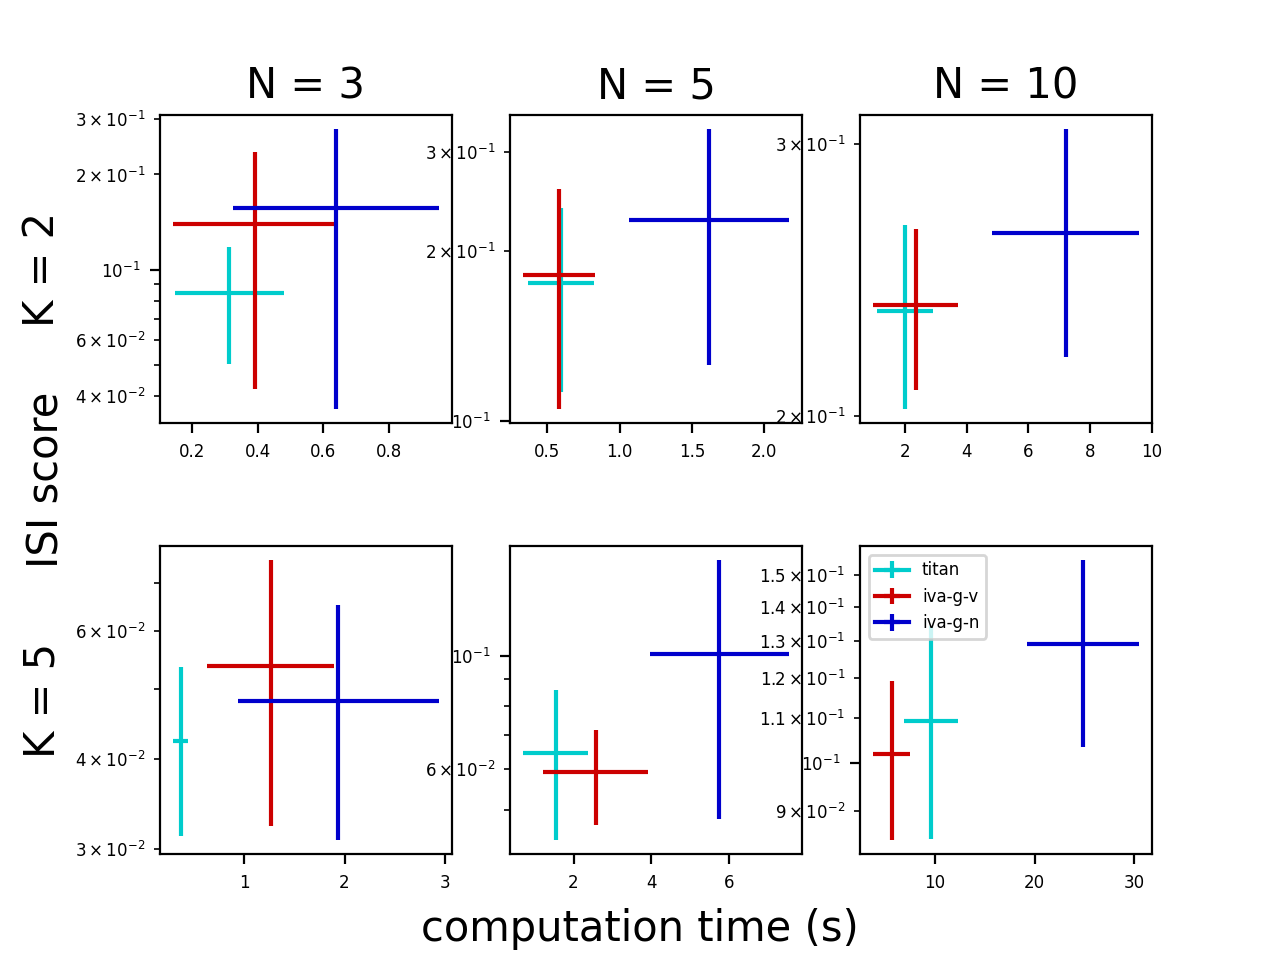 N = 3
N = 5
N = 10
K = 2
3×10⁻¹
2×10⁻¹
10⁻¹
6×10⁻²
4×10⁻²
0.2 0.4 0.6 0.8
3×10⁻¹
2×10⁻¹
10⁻¹
0.5 1.0 1.5 2.0
3×10⁻¹
2×10⁻¹
2 4 6 8 10
ISI score
K = 5
6×10⁻²
4×10⁻²
3×10⁻²
1 2 3
10⁻¹
6×10⁻²
2 4 6
1.5×10⁻¹
1.4×10⁻¹
1.3×10⁻¹
1.2×10⁻¹
1.1×10⁻¹
10⁻¹
9×10⁻²
titan
iva-g-v
iva-g-n
10 20 30
computation time (s)